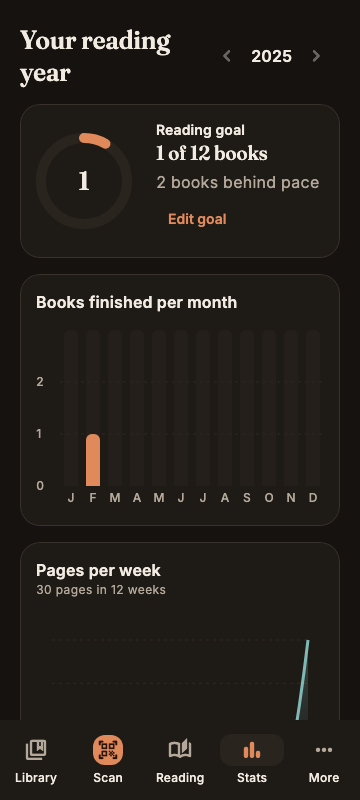 Your reading
year
2025
Reading goal
1 of 12 books
1
2 books behind pace
Edit goal
Books finished per month
2
1
0
J F M A M J J A S O N D
Pages per week
30 pages in 12 weeks
Library Scan Reading Stats More